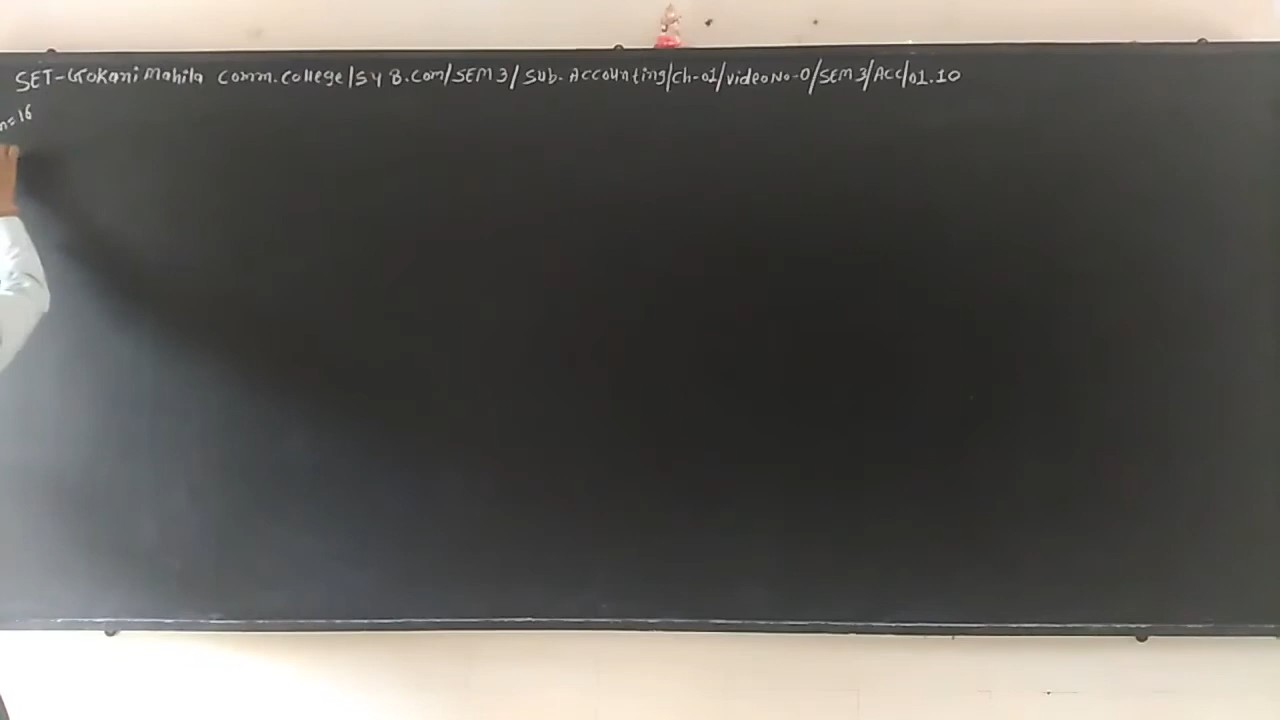 SET-Gokani Mahila Comm. College/S y B.Com/SEM 3/ Sub. Accounting/Ch-01/Video No-0/SEM 3/Acc/01.10
n=16